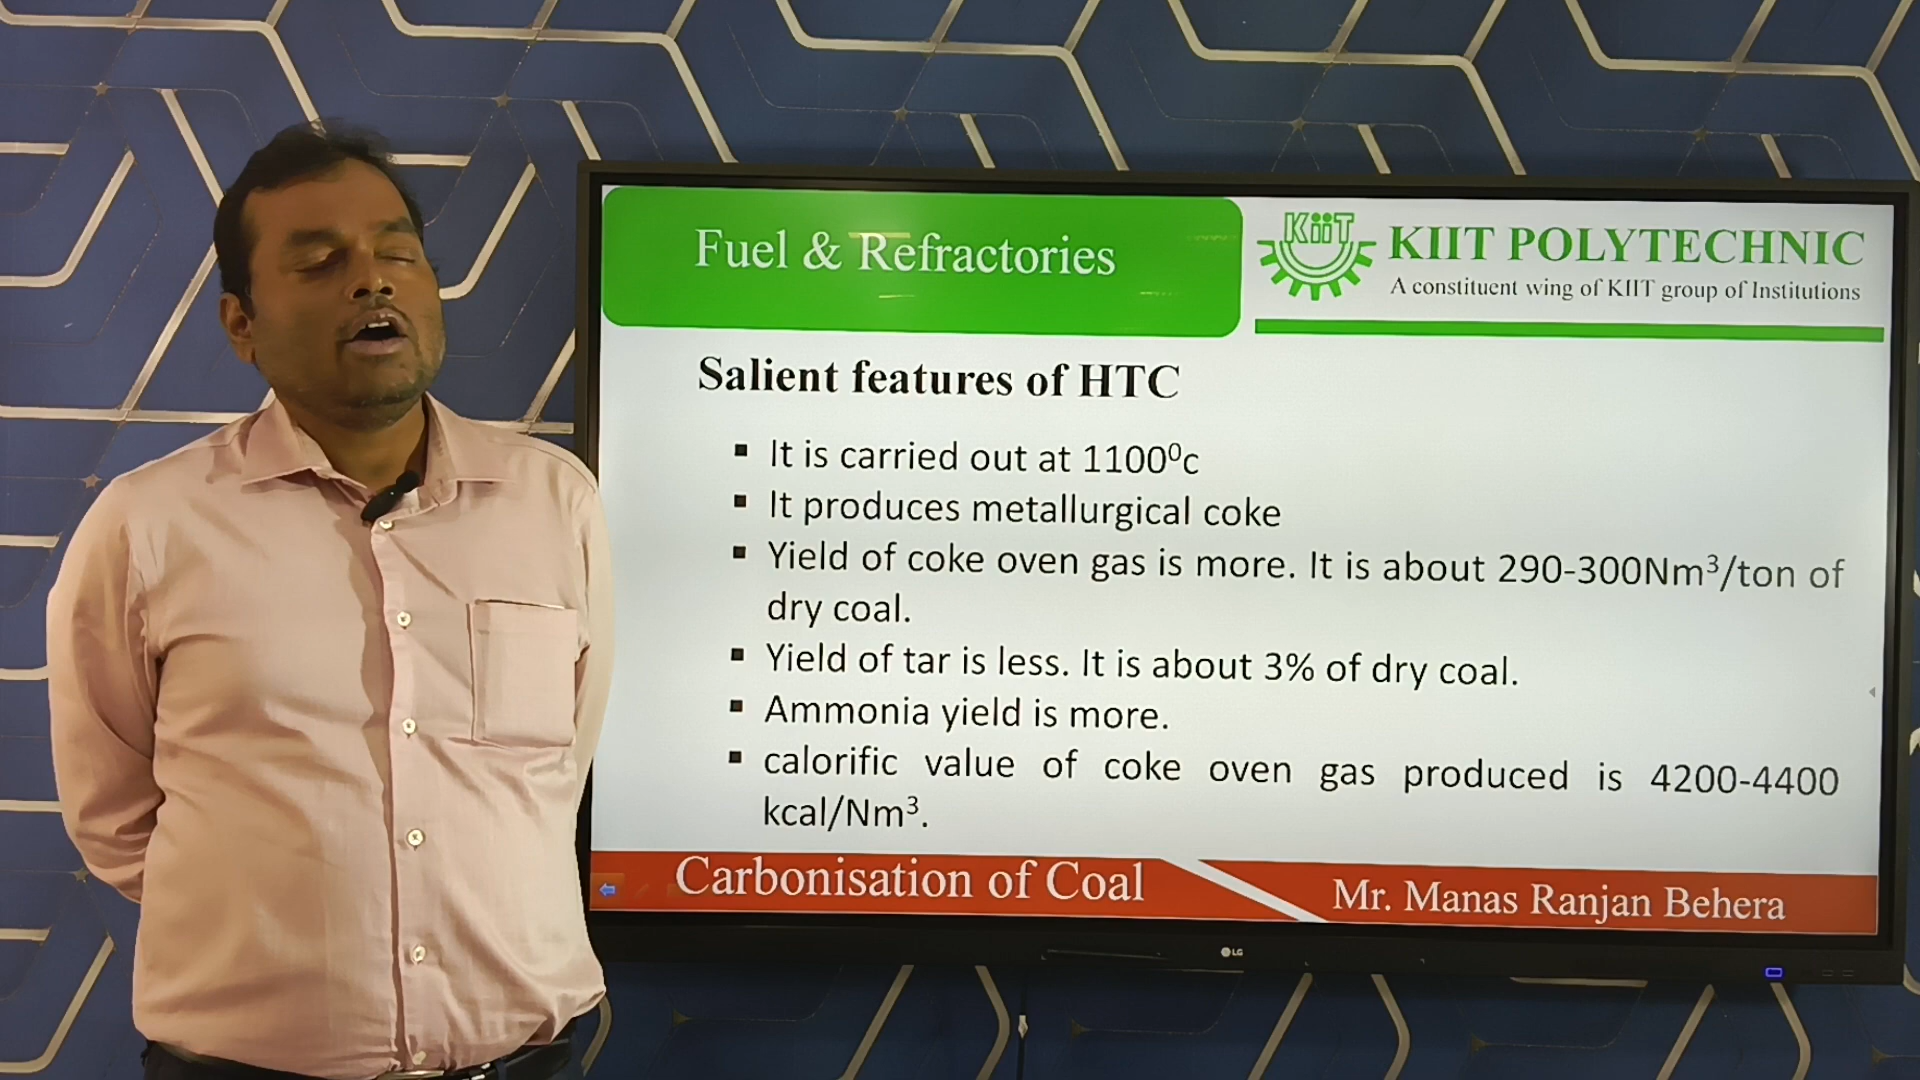 Fuel & Refractories
KiiT
KIIT POLYTECHNIC
A constituent wing of KIIT group of Institutions
Salient features of HTC
▪ It is carried out at 1100⁰c
▪ It produces metallurgical coke
▪ Yield of coke oven gas is more. It is about 290-300Nm³/ton of
dry coal.
▪ Yield of tar is less. It is about 3% of dry coal.
▪ Ammonia yield is more.
▪ calorific value of coke oven gas produced is 4200-4400
kcal/Nm³.
Carbonisation of Coal
Mr. Manas Ranjan Behera
LG